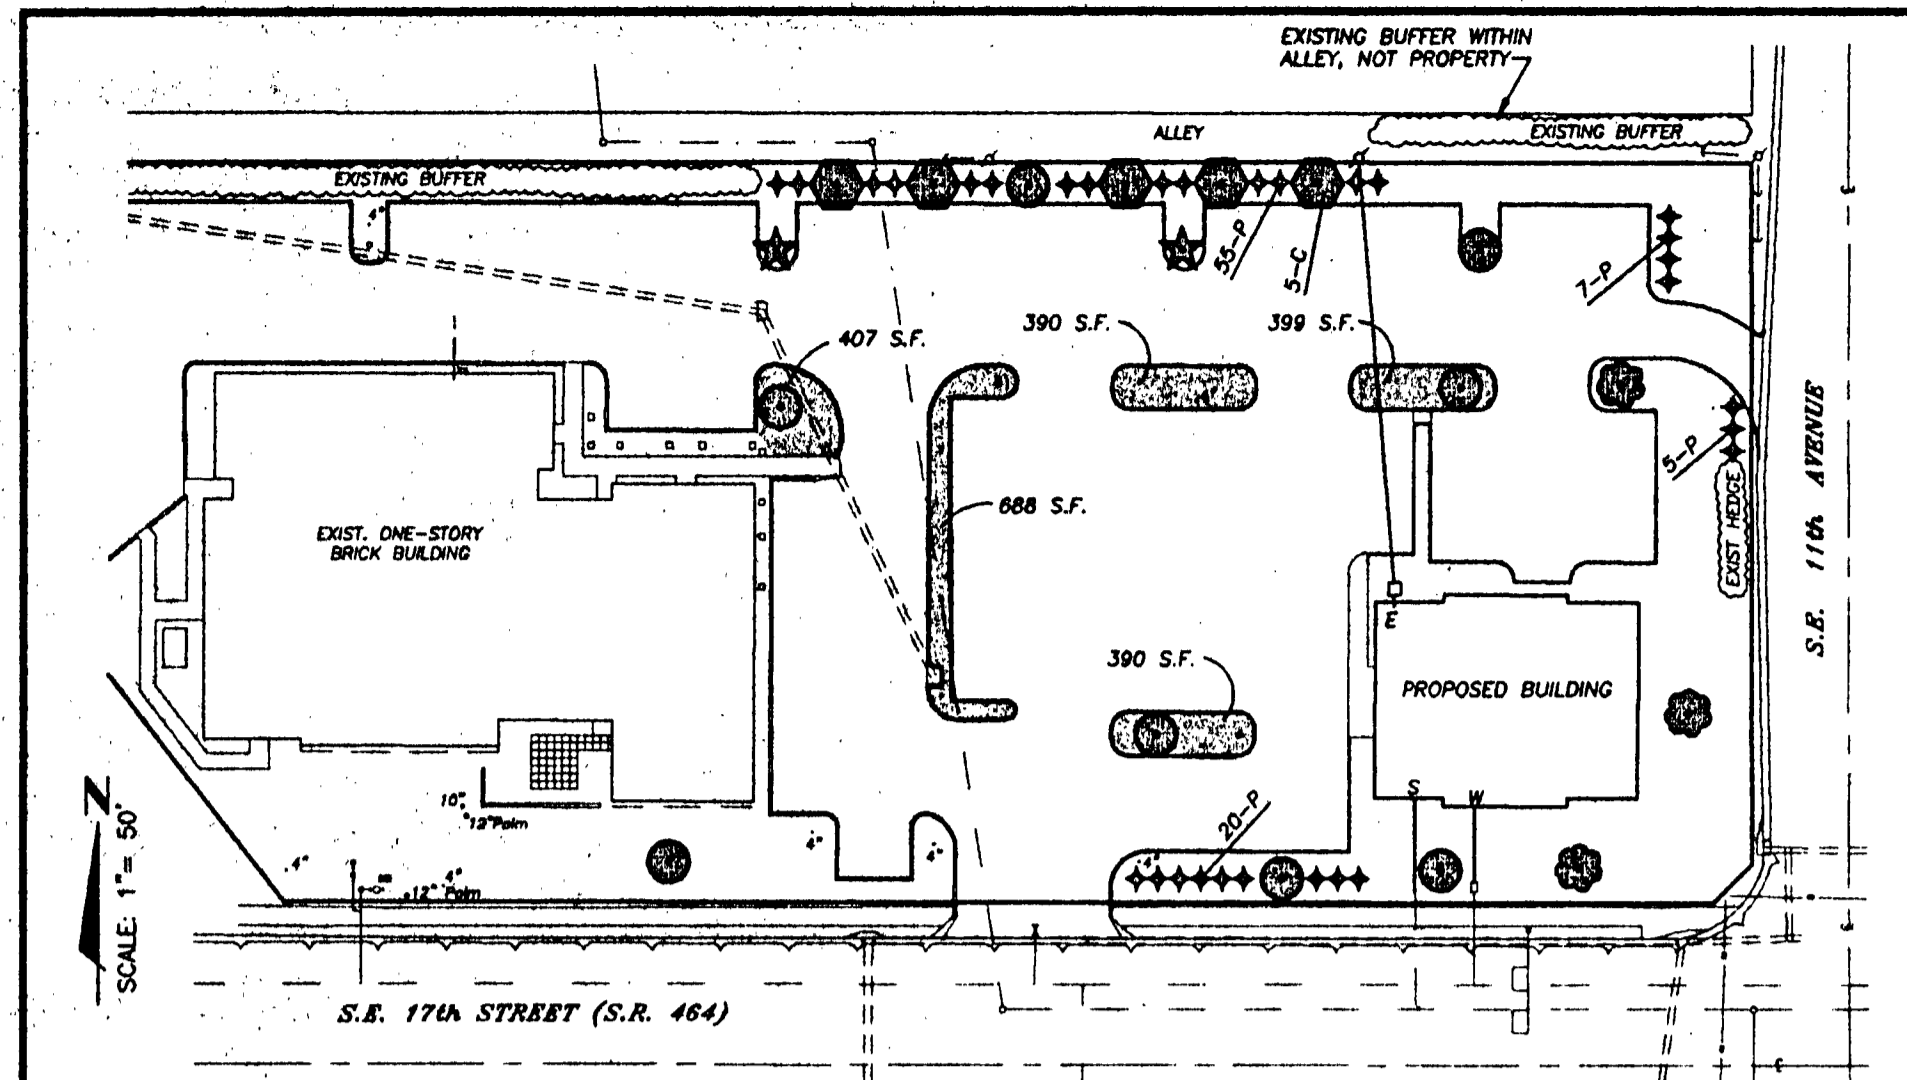 EXISTING BUFFER WITHIN
ALLEY, NOT PROPERTY
ALLEY
EXISTING BUFFER
EXISTING BUFFER
4"
55-P
5-C
7-P
407 S.F.
390 S.F.
399 S.F.
5-P
EXIST HEDGE
S.E. 11th AVENUE
688 S.F.
EXIST. ONE-STORY
BRICK BUILDING
E
390 S.F.
PROPOSED BUILDING
S
W
20-P
10"
12" Palm
4"
4"
4"
4"
4"
12" Palm
N
SCALE: 1"= 50'
S.E. 17th STREET (S.R. 464)